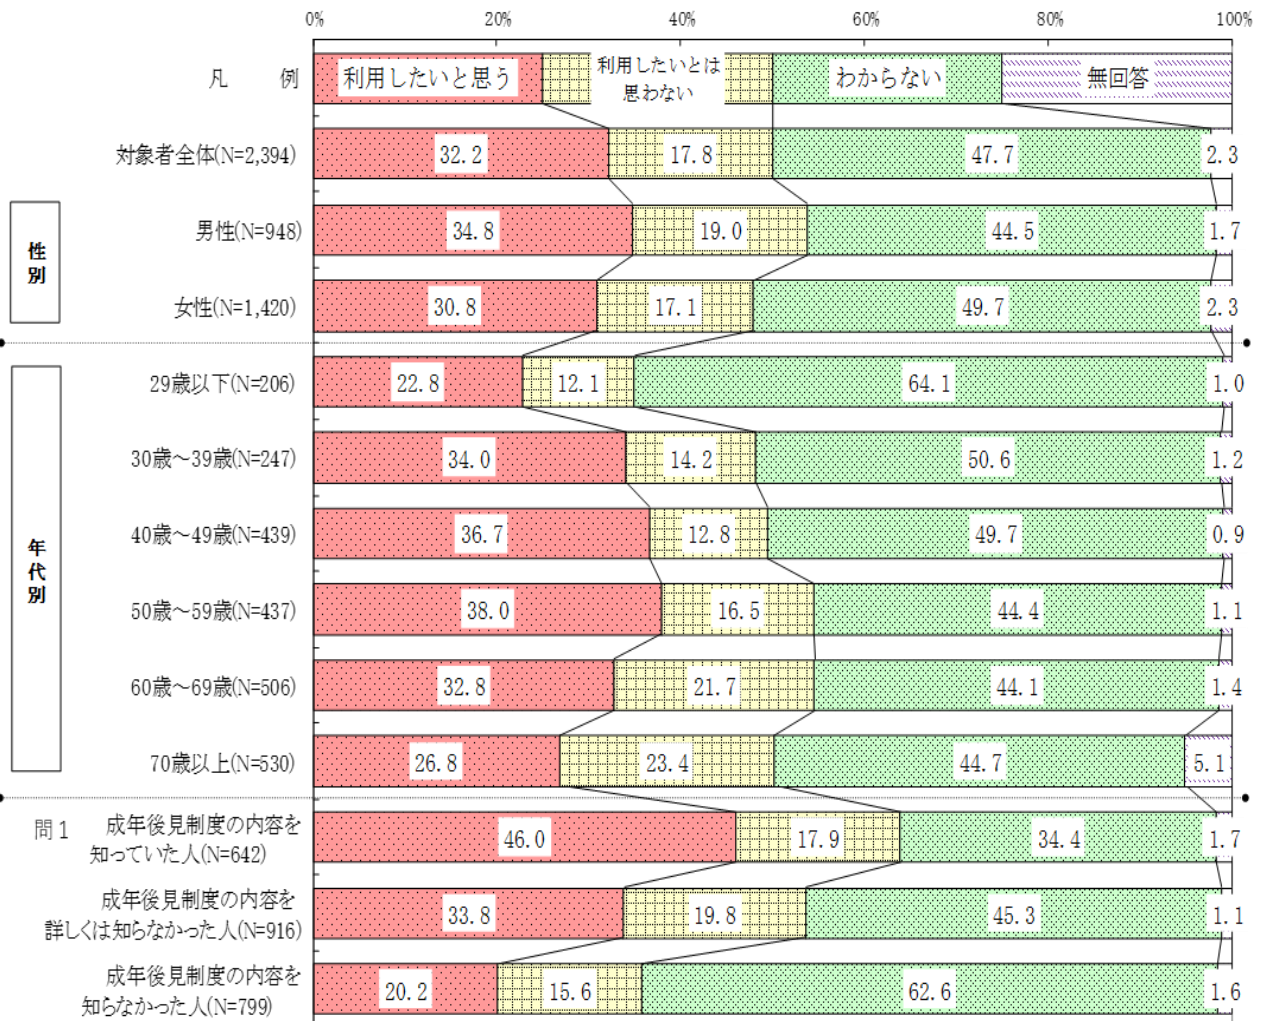 0% 20% 40% 60% 80% 100%
凡 例 利用したいと思う 利用したいとは わからない 無回答
思わない
対象者全体(N=2,394) 32.2 17.8 47.7 2.3
性別
男性(N=948) 34.8 19.0 44.5 1.7
女性(N=1,420) 30.8 17.1 49.7 2.3
年代別
29歳以下(N=206) 22.8 12.1 64.1 1.0
30歳～39歳(N=247) 34.0 14.2 50.6 1.2
40歳～49歳(N=439) 36.7 12.8 49.7 0.9
50歳～59歳(N=437) 38.0 16.5 44.4 1.1
60歳～69歳(N=506) 32.8 21.7 44.1 1.4
70歳以上(N=530) 26.8 23.4 44.7 5.1
問1 成年後見制度の内容を
知っていた人(N=642) 46.0 17.9 34.4 1.7
成年後見制度の内容を
詳しくは知らなかった人(N=916) 33.8 19.8 45.3 1.1
成年後見制度の内容を
知らなかった人(N=799) 20.2 15.6 62.6 1.6